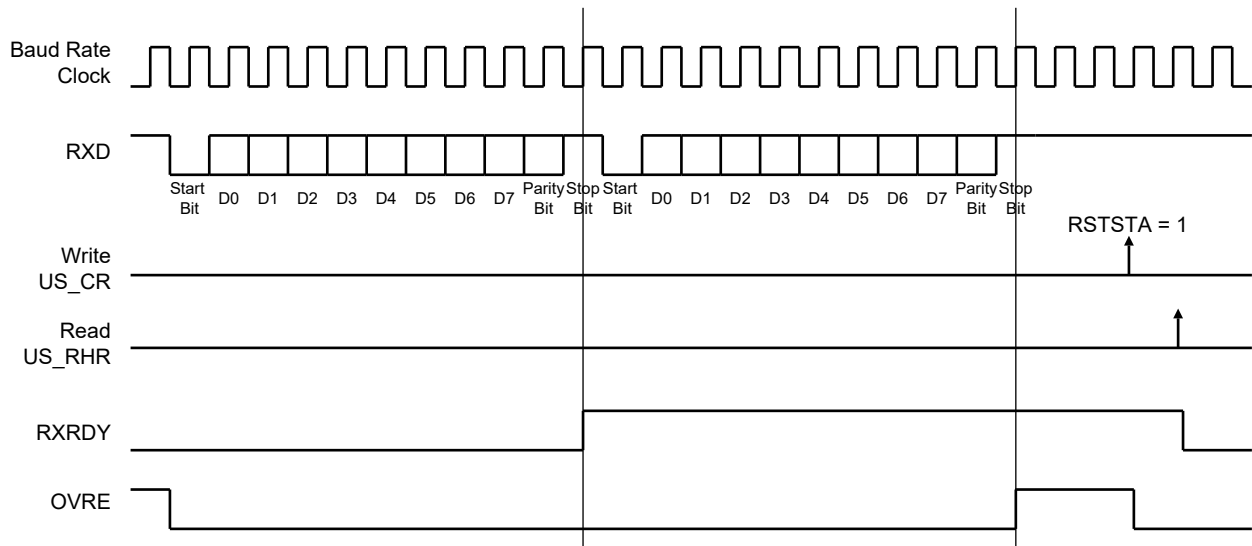 Baud Rate
Clock
RXD
Start
Bit
D0
D1
D2
D3
D4
D5
D6
D7
Parity
Bit
Stop
Bit
Start
Bit
D0
D1
D2
D3
D4
D5
D6
D7
Parity
Bit
Stop
Bit
RSTSTA = 1
Write
US_CR
Read
US_RHR
RXRDY
OVRE